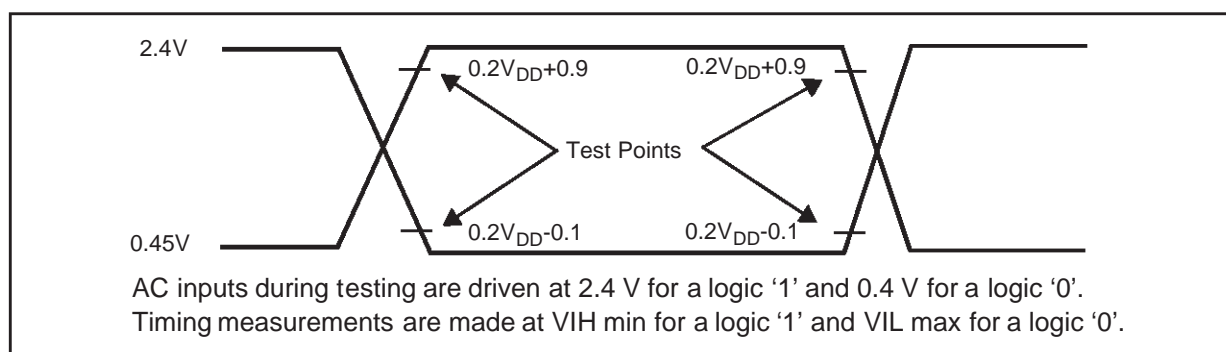 2.4V
0.2VDD+0.9 0.2VDD+0.9
Test Points
0.45V
0.2VDD-0.1 0.2VDD-0.1
AC inputs during testing are driven at 2.4 V for a logic ‘1’ and 0.4 V for a logic ‘0’.
Timing measurements are made at VIH min for a logic ‘1’ and VIL max for a logic ‘0’.